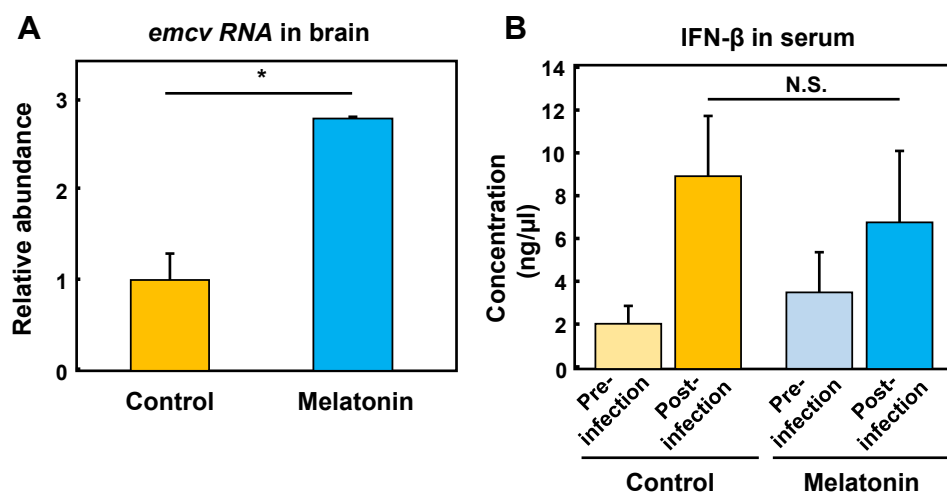 A
emcv RNA in brain
*
Relative abundance
3
2
1
0
Control
Melatonin
B
IFN-β in serum
N.S.
Concentration
(ng/μl)
14
12
10
8
6
4
2
0
Pre-
infection
Post-
infection
Pre-
infection
Post-
infection
Control
Melatonin